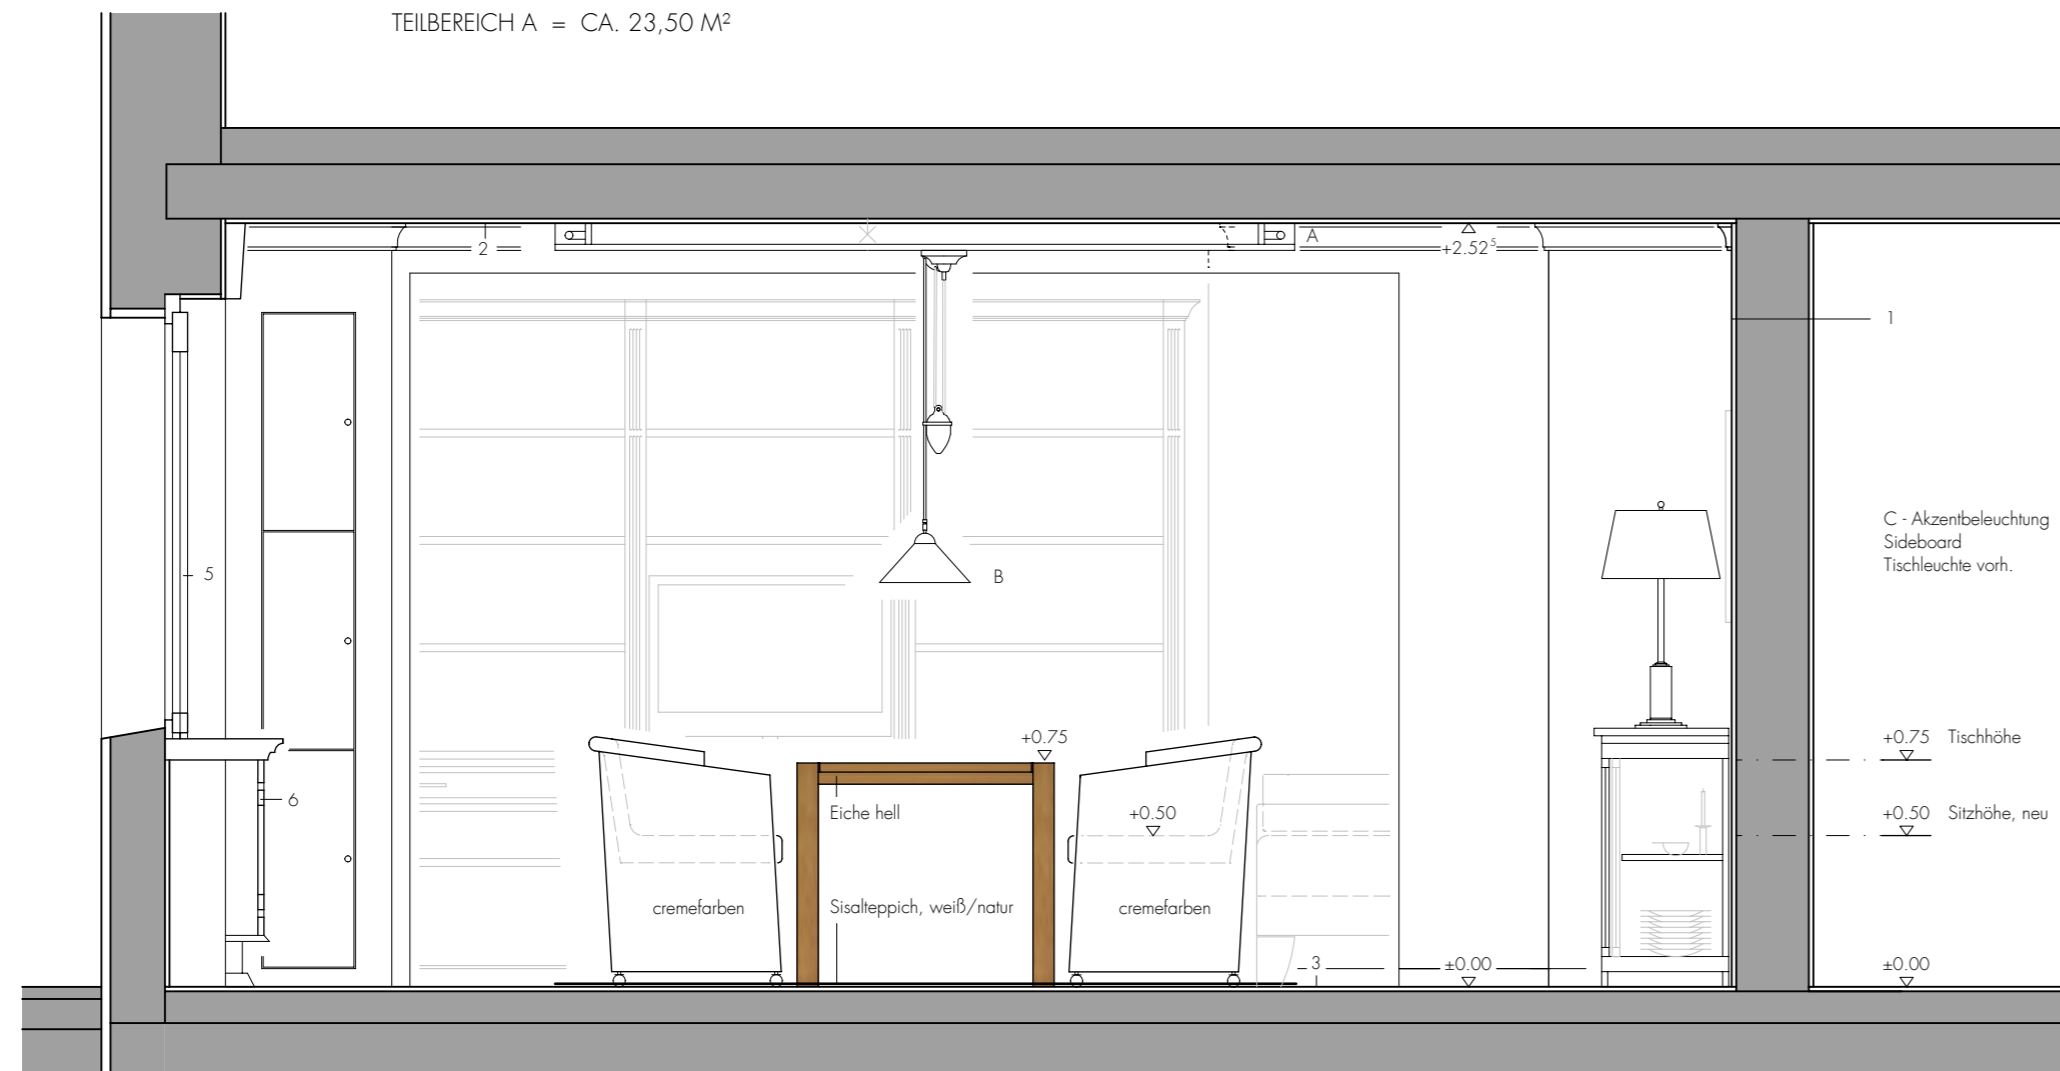 TEILBEREICH A = CA. 23,50 M²
2
A
+2.52⁵
1
C - Akzentbeleuchtung
Sideboard
Tischleuchte vorh.
5
B
+0.75
+0.75 Tischhöhe
6
Eiche hell
+0.50
+0.50 Sitzhöhe, neu
cremefarben
Sisalteppich, weiß/natur
cremefarben
3
±0.00
±0.00